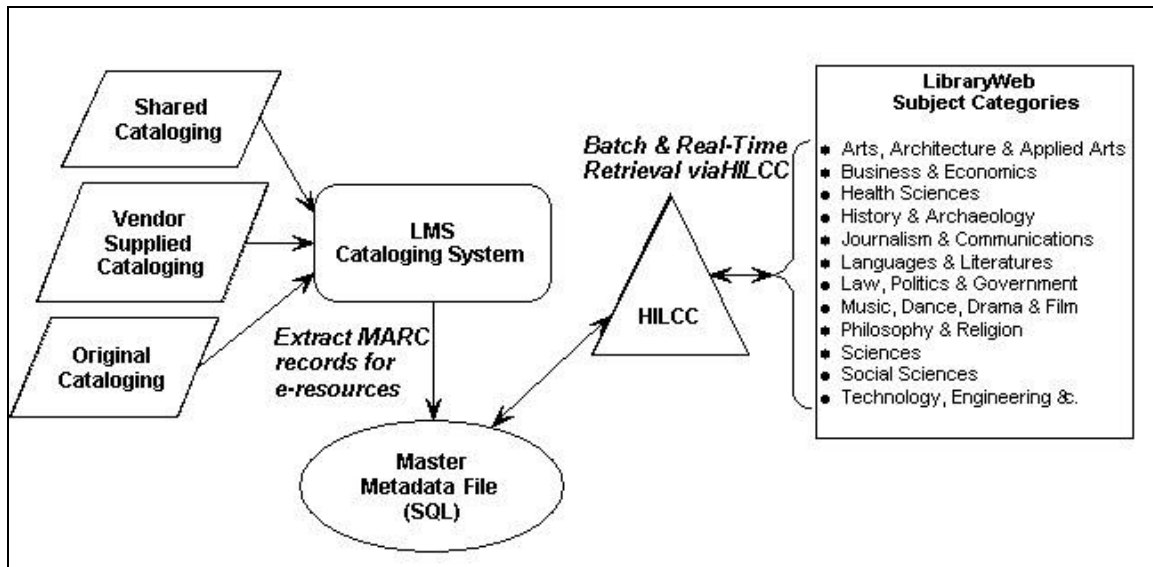 Shared
Cataloging
Vendor
Supplied
Cataloging
Original
Cataloging
LMS
Cataloging System
Extract MARC
records for
e-resources
Master
Metadata File
(SQL)
Batch & Real-Time
Retrieval viaHILCC
HILCC
LibraryWeb
Subject Categories
• Arts, Architecture & Applied Arts
• Business & Economics
• Health Sciences
• History & Archaeology
• Journalism & Communications
• Languages & Literatures
• Law, Politics & Government
• Music, Dance, Drama & Film
• Philosophy & Religion
• Sciences
• Social Sciences
• Technology, Engineering &c.